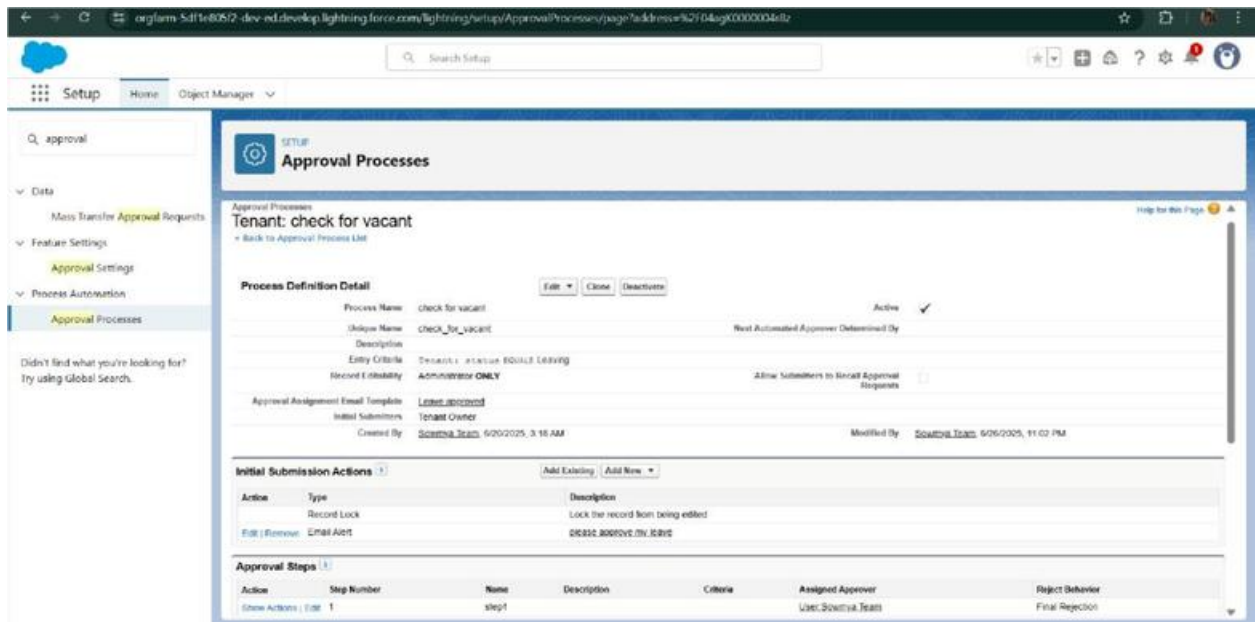 orgfarm-5df1e805f2-dev-ed.develop.lightning.force.com/lightning/setup/ApprovalProcesses/page?address=%2F04agK0000004s8z
Search Setup
Setup Home Object Manager
approval
SETUP
Approval Processes
Data
Mass Transfer Approval Requests
Feature Settings
Approval Settings
Process Automation
Approval Processes
Didn't find what you're looking for?
Try using Global Search.
Approval Processes
Tenant: check for vacant
« Back to Approval Process List
Help for this Page
Process Definition Detail Edit Clone Deactivate
Process Name check for vacant Active
Unique Name check_for_vacant Next Automated Approver Determined By
Description
Entry Criteria Tenant: status EQUALS Leaving
Record Editability Administrator ONLY Allow Submitters to Recall Approval Requests
Approval Assignment Email Template Leave approved
Initial Submitters Tenant Owner
Created By Sowmya Team, 6/20/2025, 3:18 AM Modified By Sowmya Team, 6/26/2025, 11:02 PM
Initial Submission Actions Add Existing Add New
Action Type Description
Record Lock Lock the record from being edited
Edit | Remove Email Alert please approve my leave
Approval Steps
Action Step Number Name Description Criteria Assigned Approver Reject Behavior
Show Actions | Edit 1 step1 User:Sowmya Team Final Rejection